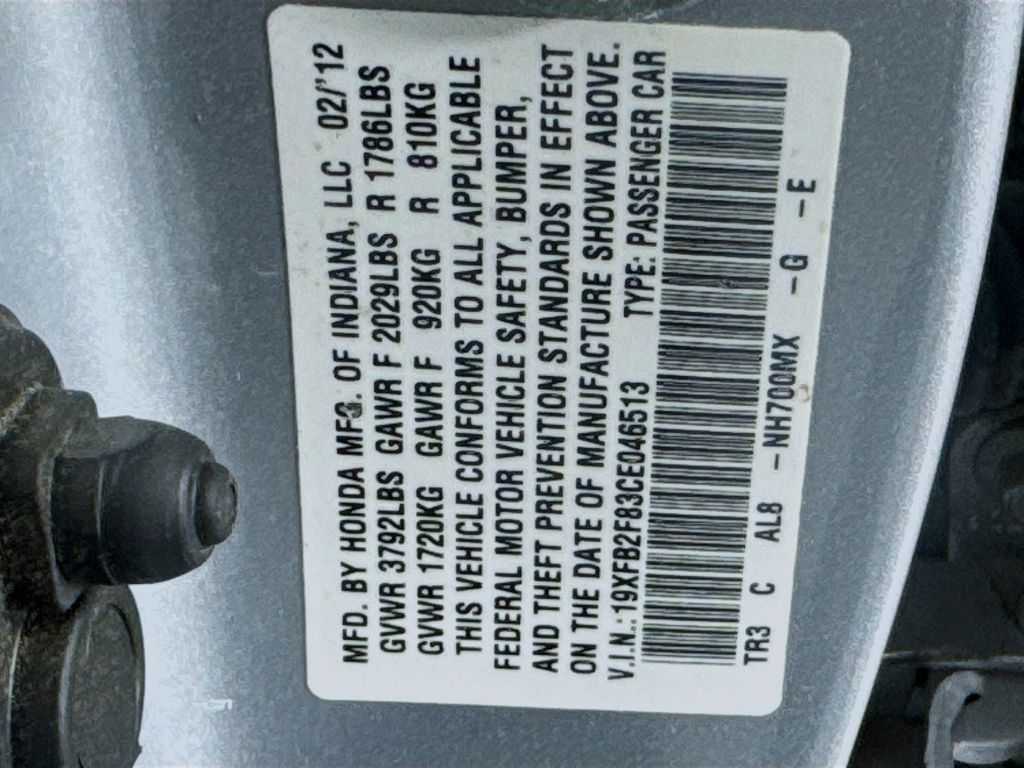 MFD. BY HONDA MFG. OF INDIANA, LLC 02/'12
GVWR 3792LBS GAWR F 2029LBS R 1786LBS
GVWR 1720KG GAWR F 920KG R 810KG
THIS VEHICLE CONFORMS TO ALL APPLICABLE
FEDERAL MOTOR VEHICLE SAFETY, BUMPER,
AND THEFT PREVENTION STANDARDS IN EFFECT
ON THE DATE OF MANUFACTURE SHOWN ABOVE.
V.I.N.: 19XFB2F83CE046513 TYPE: PASSENGER CAR
TR3 C AL8 -NH700MX -G -E